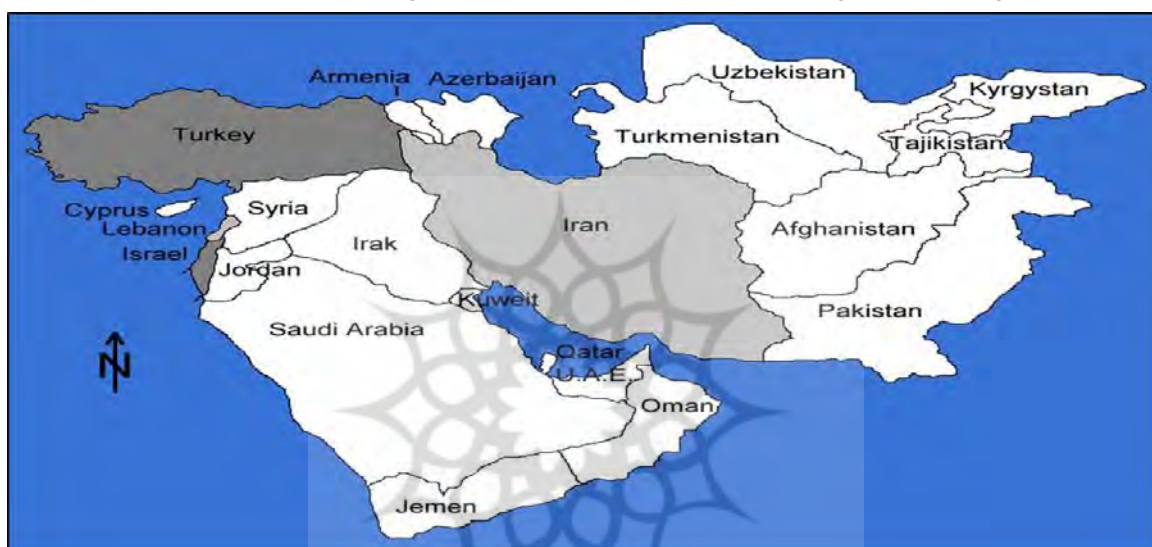 Armenia
Azerbaijan
Uzbekistan
Kyrgystan
Turkey
Turkmenistan
Tajikistan
Cyprus
Syria
Lebanon
Israel
Irak
Iran
Afghanistan
Jordan
Kuweit
Pakistan
Saudi Arabia
Qatar
U.A.E.
Oman
Jemen
N